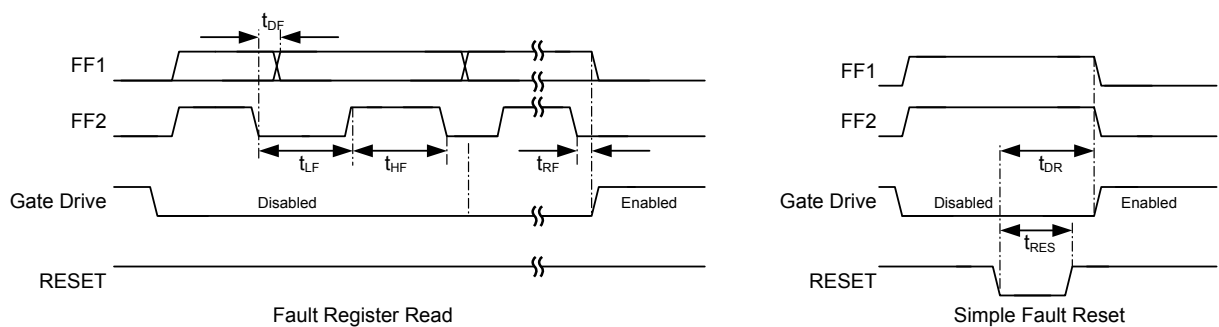 tDF
FF1
FF2
tLF
tHF
tRF
Gate Drive
Disabled
Enabled
RESET
Fault Register Read
FF1
FF2
tDR
Gate Drive
Disabled
Enabled
tRES
RESET
Simple Fault Reset